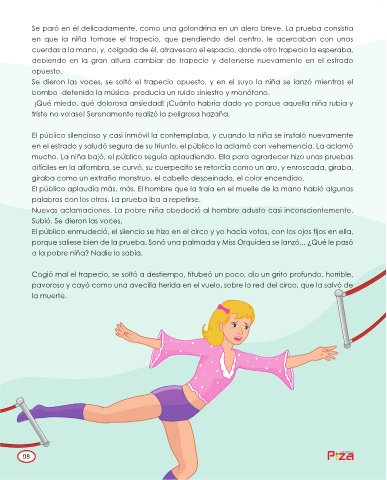 Se paró en él delicadamente, como una golondrina en un alero breve. La prueba consistía
en que la niña tomase el trapecio, que pendiendo del centro, le acercaban con unas
cuerdas a la mano, y, colgada de él, atravesara el espacio, donde otro trapecio la esperaba,
debiendo en la gran altura cambiar de trapecio y detenerse nuevamente en el estrado
opuesto.
Se dieron las voces, se soltó el trapecio opuesto, y en el suyo la niña se lanzó mientras el
bombo -detenida la música- producía un ruido siniestro y monótono.
¡Qué miedo, qué dolorosa ansiedad! ¡Cuánto habría dado yo porque aquella niña rubia y
triste no volase! Serenamente realizó la peligrosa hazaña.
El público silencioso y casi inmóvil la contemplaba, y cuando la niña se instaló nuevamente
en el estrado y saludó segura de su triunfo, el público la aclamó con vehemencia. La aclamó
mucho. La niña bajó, el público seguía aplaudiendo. Ella para agradecer hizo unas pruebas
difíciles en la alfombra, se curvó, su cuerpecito se retorcía como un aro, y enroscada, giraba,
giraba como un extraño monstruo, el cabello despeinado, el color encendido.
El público aplaudía más, más. El hombre que la traía en el muelle de la mano habló algunas
palabras con los otros. La prueba iba a repetirse.
Nuevas aclamaciones. La pobre niña obedeció al hombre adusto casi inconscientemente.
Subió. Se dieron las voces.
El público enmudeció, el silencio se hizo en el circo y yo hacía votos, con los ojos fijos en ella,
porque saliese bien de la prueba. Sonó una palmada y Miss Orquídea se lanzó... ¿Qué le pasó
a la pobre niña? Nadie lo sabía.
Cogió mal el trapecio, se soltó a destiempo, titubeó un poco, dio un grito profundo, horrible,
pavoroso y cayó como una avecilla herida en el vuelo, sobre la red del circo, que la salvó de
la muerte.
98